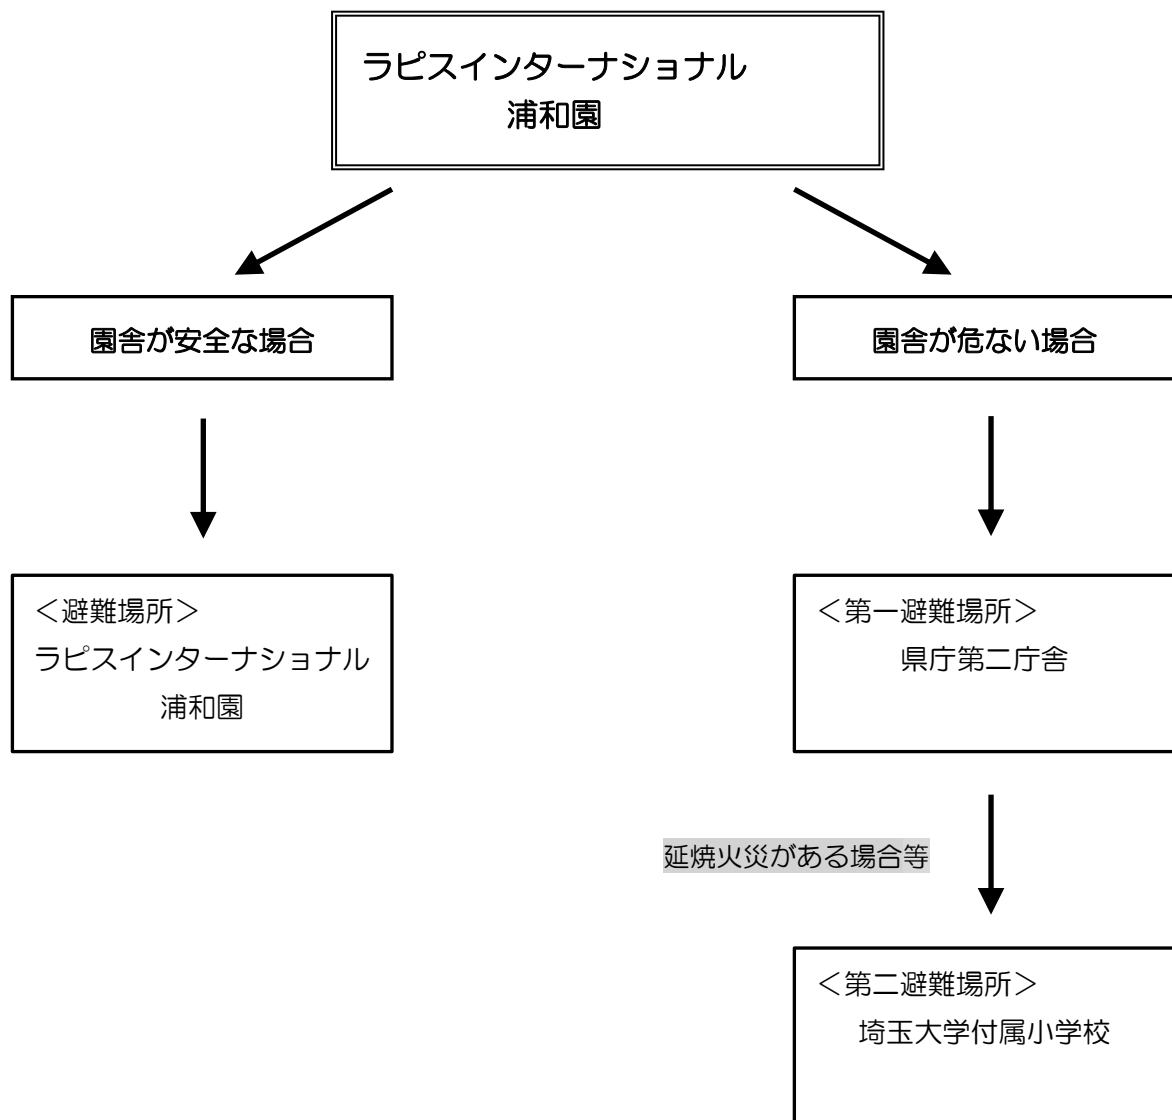 ラピスインターナショナル
浦和園
園舎が安全な場合
園舎が危ない場合
＜避難場所＞
ラピスインターナショナル
浦和園
＜第一避難場所＞
県庁第二庁舎
延焼火災がある場合等
＜第二避難場所＞
埼玉大学付属小学校